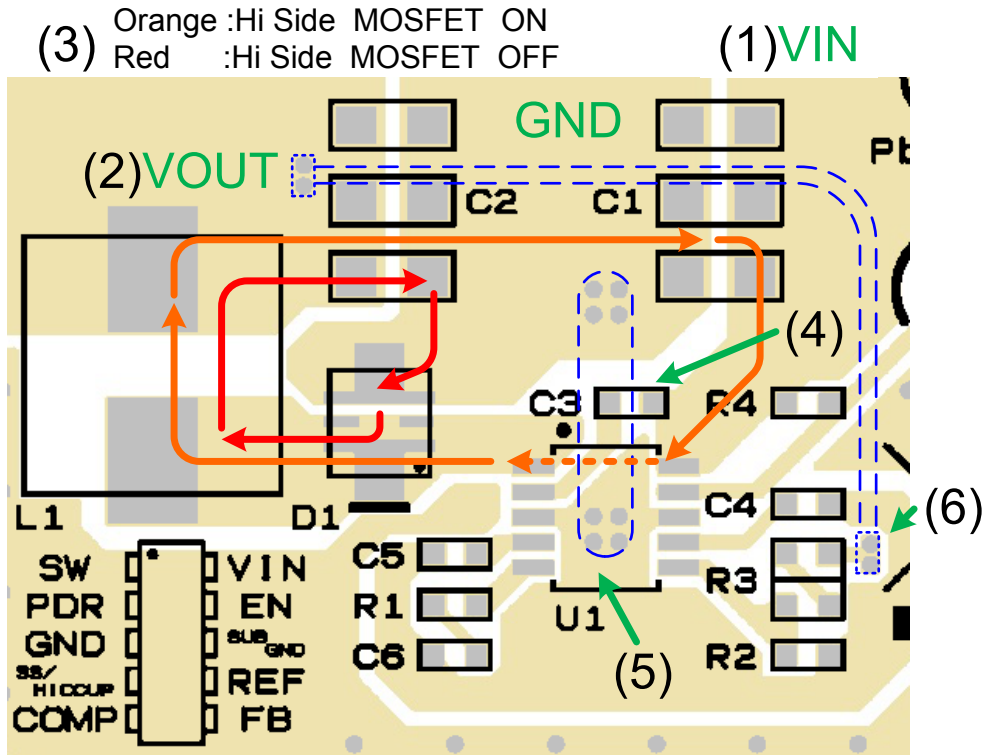 (3) Orange :Hi Side MOSFET ON
Red :Hi Side MOSFET OFF
(1)VIN
GND
(2)VOUT
C2
C1
(4)
C3
R4
L1
D1
C4
(6)
C5
R3
R1
U1
C6
R2
(5)
SW
VIN
PDR
EN
GND
SUB
GND
SS/
HICCUP
REF
COMP
FB